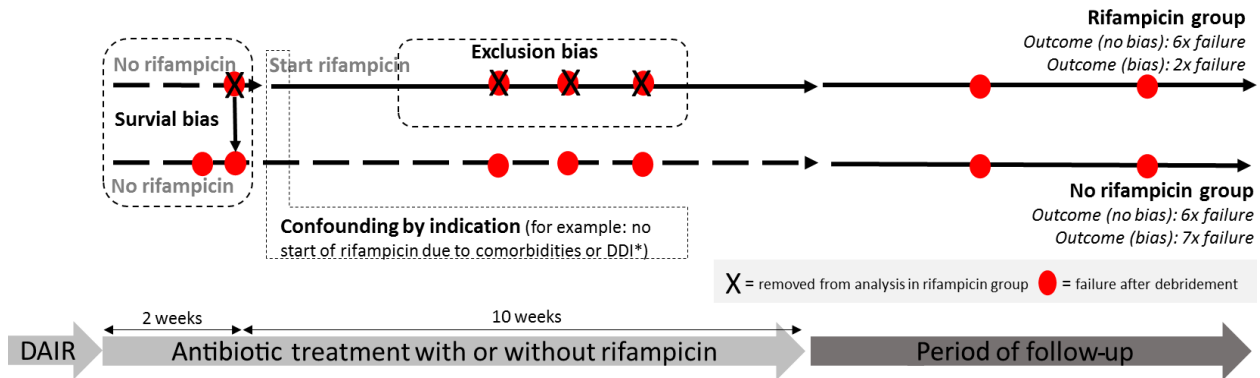 Rifampicin group
Outcome (no bias): 6x failure
Outcome (bias): 2x failure
No rifampicin
Start rifampicin
Exclusion bias
X X X X
Survial bias
No rifampicin
No rifampicin group
Outcome (no bias): 6x failure
Outcome (bias): 7x failure
Confounding by indication (for example: no
start of rifampicin due to comorbidities or DDI*)
X = removed from analysis in rifampicin group = failure after debridement
2 weeks
10 weeks
DAIR
Antibiotic treatment with or without rifampicin
Period of follow-up